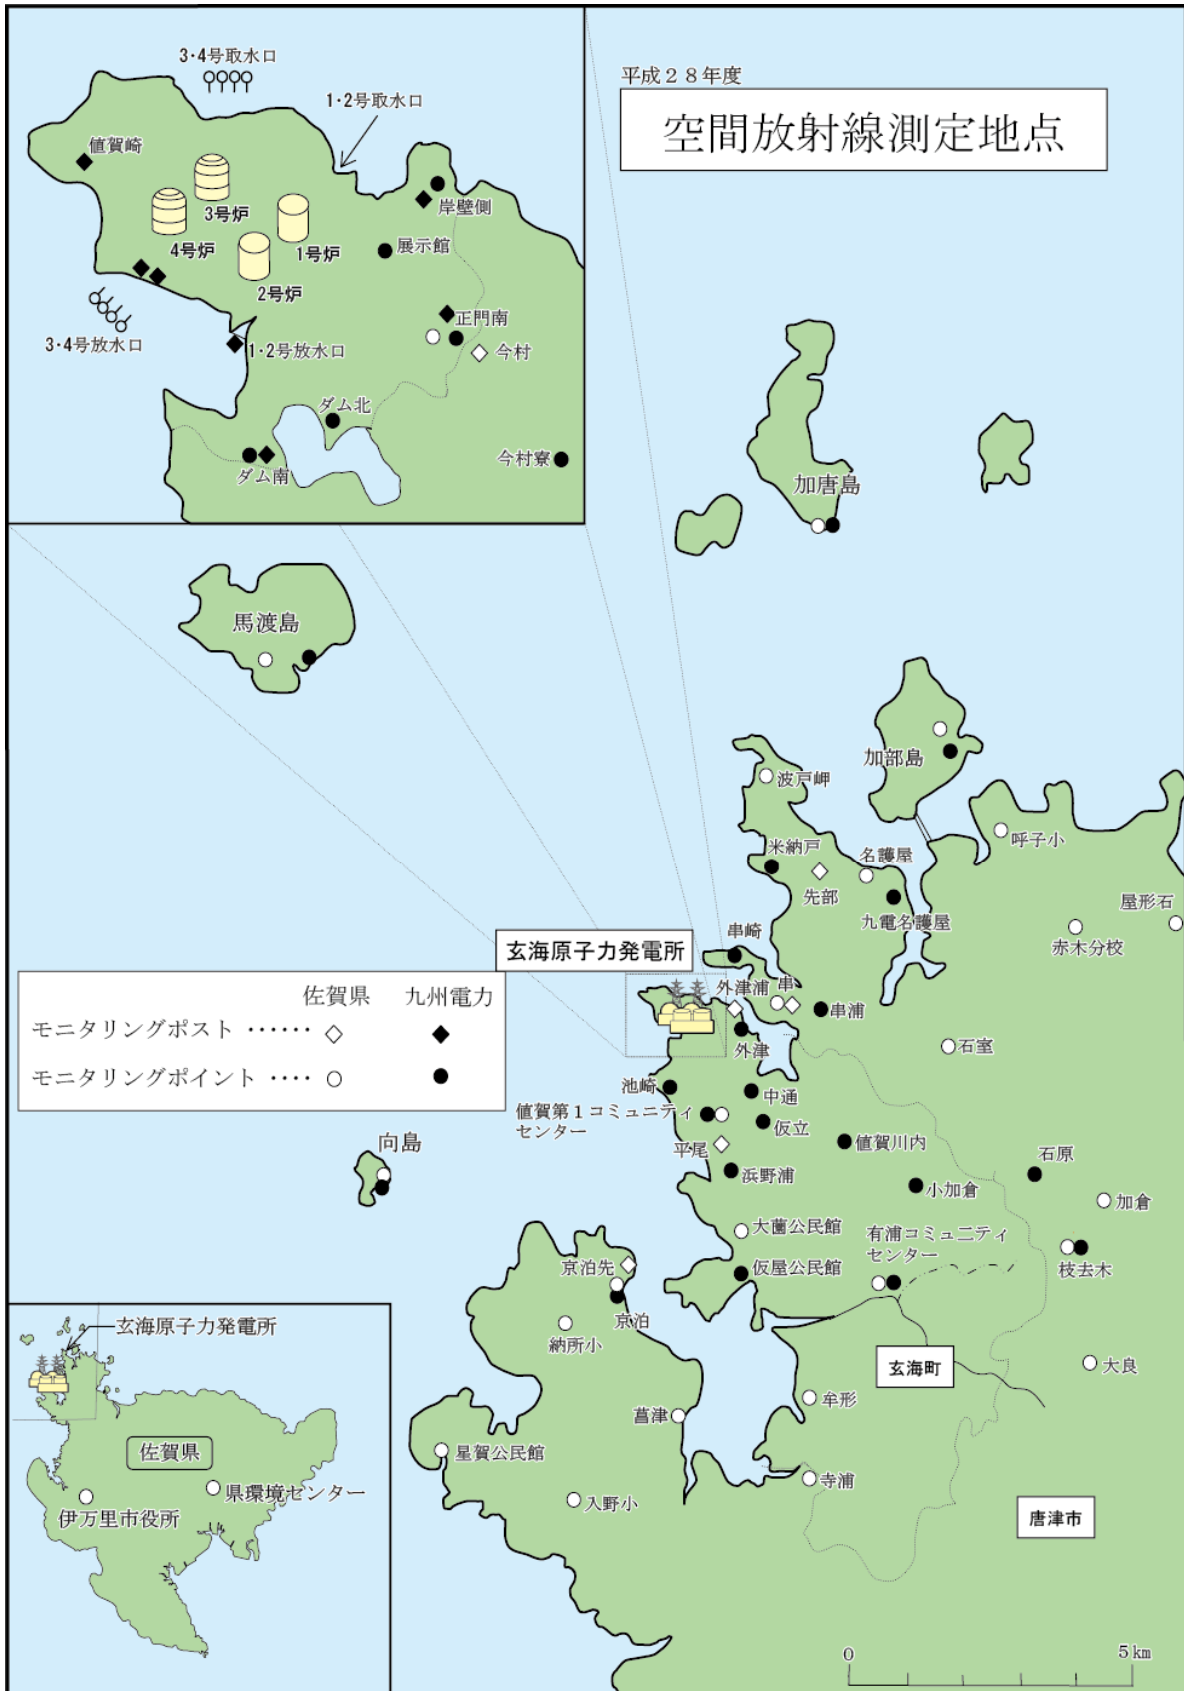 平成28年度
空間放射線測定地点
3・4号取水口
1・2号取水口
値賀崎
3号炉
4号炉
1号炉
2号炉
岸壁側
展示館
正門南
今村
3・4号放水口
1・2号放水口
ダム北
ダム南
今村寮
加唐島
馬渡島
加部島
波戸岬
呼子小
米納戸
名護屋
先部
九電名護屋
屋形石
赤木分校
玄海原子力発電所
串崎
外津浦
串
串浦
外津
石室
佐賀県 九州電力
モニタリングポスト ‥‥‥ ◇ ◆
モニタリングポイント ‥‥ ○ ●
池崎
中通
値賀第1コミュニティ
センター
仮立
平尾
値賀川内
石原
向島
浜野浦
小加倉
加倉
大薗公民館
有浦コミュニティ
センター
枝去木
京泊先
仮屋公民館
京泊
納所小
玄海町
大良
牟形
菖津
星賀公民館
寺浦
入野小
唐津市
玄海原子力発電所
佐賀県
県環境センター
伊万里市役所
0 5km